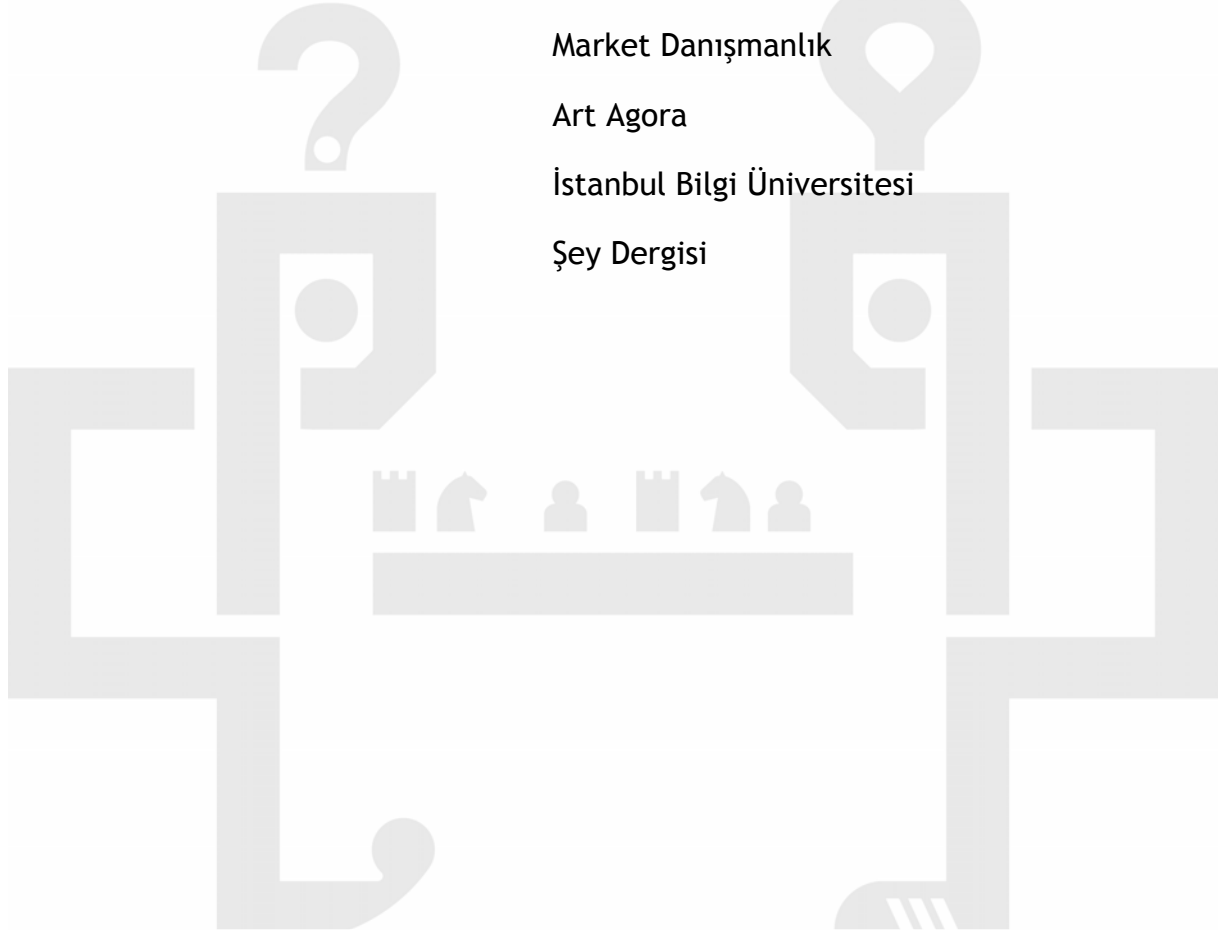 Market Danışmanlık
Art Agora
İstanbul Bilgi Üniversitesi
Şey Dergisi